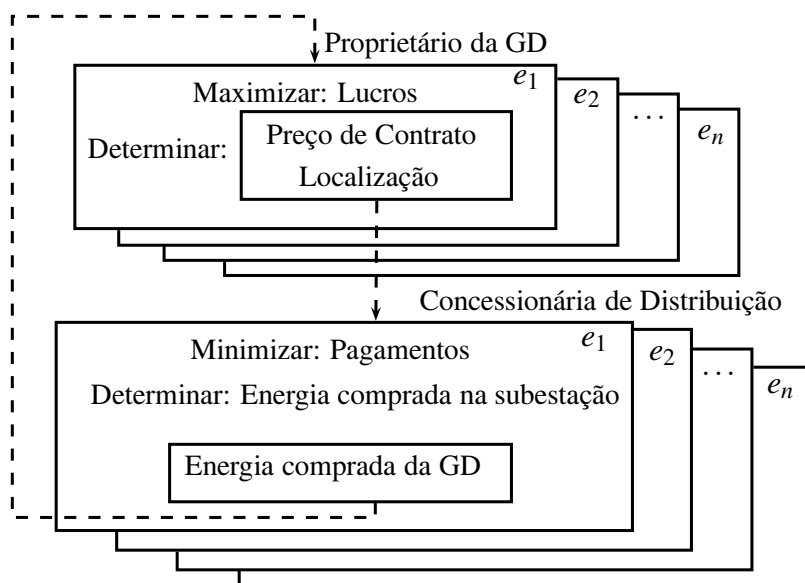 Proprietário da GD
e1
e2
...
en
Maximizar: Lucros
Determinar:
Preço de Contrato
Localização
Concessionária de Distribuição
e1
e2
...
en
Minimizar: Pagamentos
Determinar: Energia comprada na subestação
Energia comprada da GD